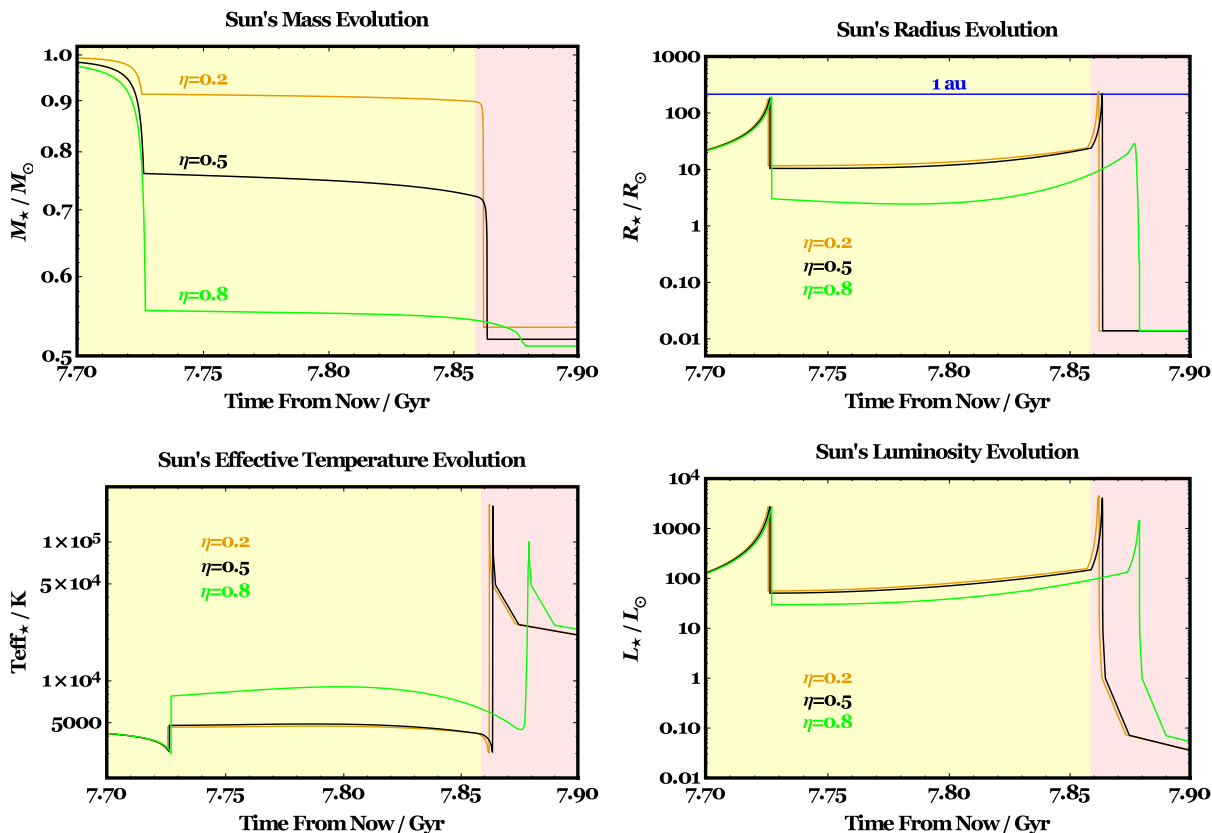 Sun's Mass Evolution
1.0
0.9
0.8
0.7
0.6
0.5
M⋆ / M⊙
η=0.2
η=0.5
η=0.8
7.70 7.75 7.80 7.85 7.90
Time From Now / Gyr
Sun's Radius Evolution
1000
100
10
1
0.10
0.01
R⋆ / R⊙
1 au
η=0.2
η=0.5
η=0.8
7.70 7.75 7.80 7.85 7.90
Time From Now / Gyr
Sun's Effective Temperature Evolution
1×10⁵
5×10⁴
1×10⁴
5000
Teff⋆ / K
η=0.2
η=0.5
η=0.8
7.70 7.75 7.80 7.85 7.90
Time From Now / Gyr
Sun's Luminosity Evolution
10⁴
1000
100
10
1
0.10
0.01
L⋆ / L⊙
η=0.2
η=0.5
η=0.8
7.70 7.75 7.80 7.85 7.90
Time From Now / Gyr